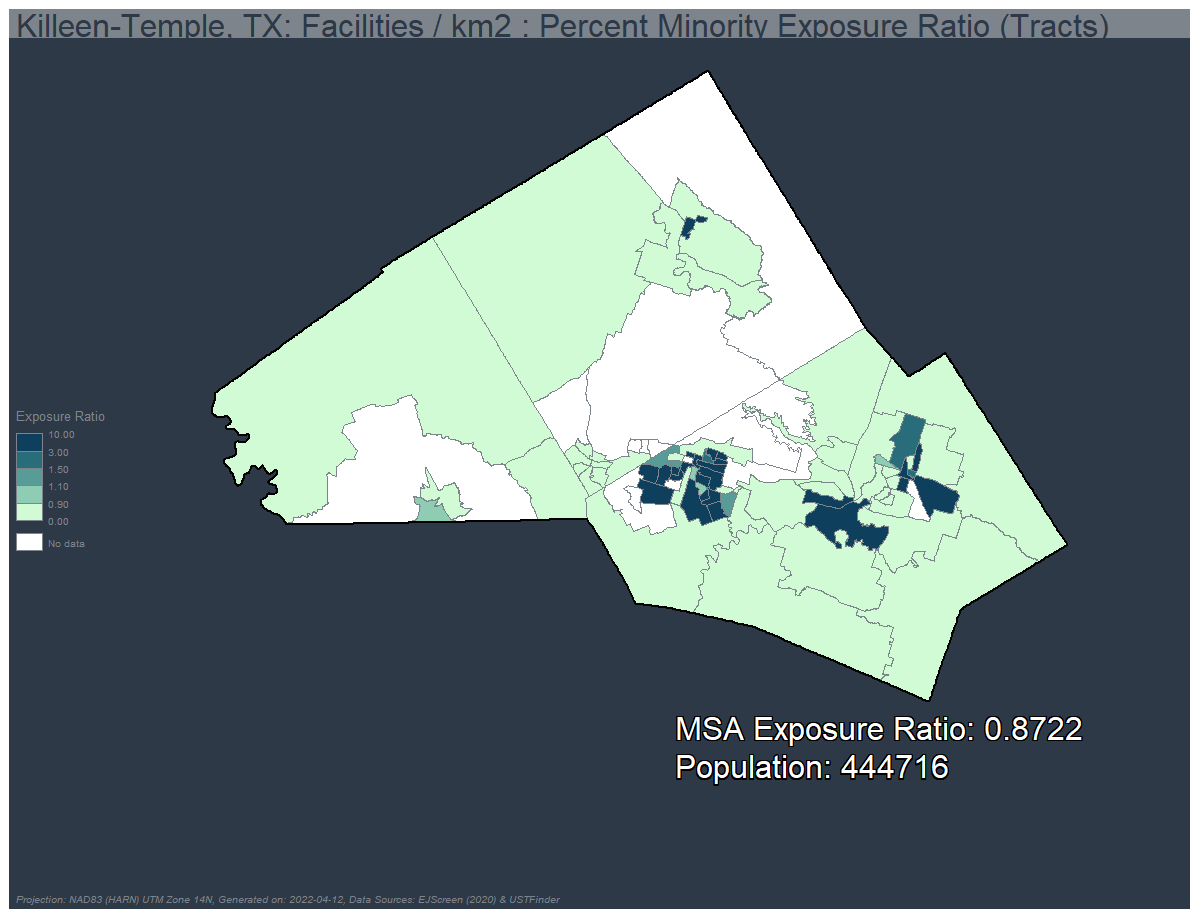 Killeen-Temple, TX: Facilities / km2 : Percent Minority Exposure Ratio (Tracts)
Exposure Ratio
10.00
3.00
1.50
1.10
0.90
0.00
No data
MSA Exposure Ratio: 0.8722
Population: 444716
Projection: NAD83 (HARN) UTM Zone 14N, Generated on: 2022-04-12, Data Sources: EJScreen (2020) & USTFinder